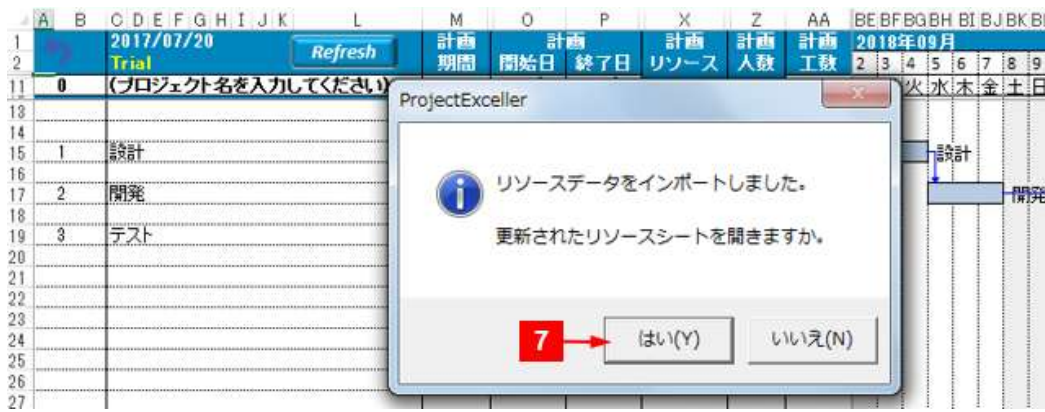 A B C D E F G H I J K L M O P X Z AA BE BF BG BH BI BJ BK
1 2017/07/20 Refresh 計画 計画 計画 計画 計画 2018年09月
2 Trial 期間 開始日 終了日 リソース 人数 工数 2 3 4 5 6 7 8 9
11 0 (プロジェクト名を入力してください) 火 水 木 金 土 日
13
14
15 1 設計 設計
16
17 2 開発 開発
18
19 3 テスト
20
21
22
23
24
25
26
27
ProjectExceller
リソースデータをインポートしました。
更新されたリソースシートを開きますか。
7 はい(Y) いいえ(N)